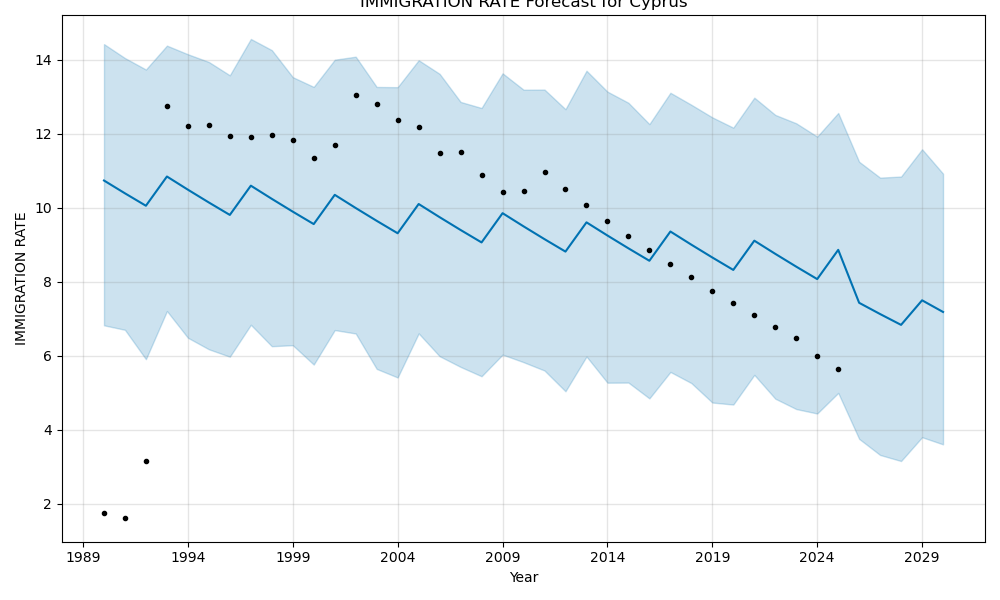 IMMIGRATION RATE Forecast for Cyprus
14
12
10
8
6
4
2
IMMIGRATION RATE
1989 1994 1999 2004 2009 2014 2019 2024 2029
Year